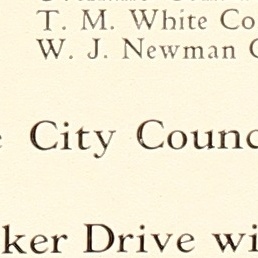 T. M. White Co
W. J. Newman C
e City Counc
ker Drive wi